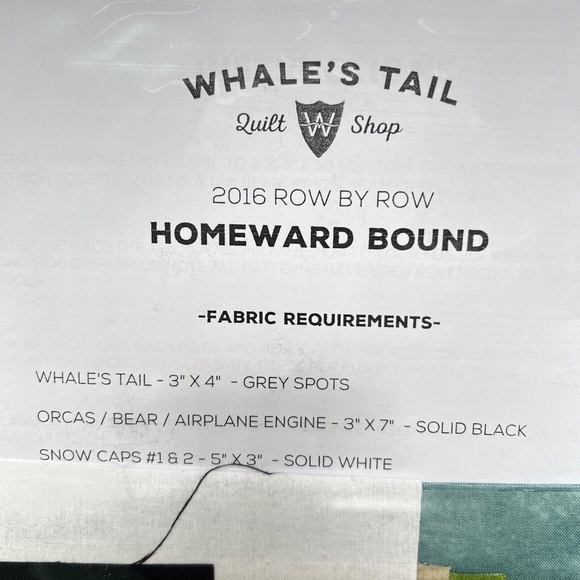 WHALE'S TAIL
Quilt W Shop
2016 ROW BY ROW
HOMEWARD BOUND
-FABRIC REQUIREMENTS-
WHALE'S TAIL - 3" X 4" - GREY SPOTS
ORCAS / BEAR / AIRPLANE ENGINE - 3" X 7" - SOLID BLACK
SNOW CAPS #1 & 2 - 5" X 3" - SOLID WHITE